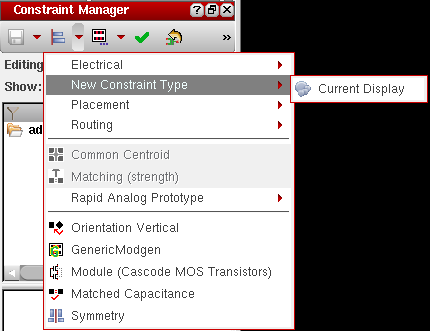 Constraint Manager
»
Editing
Show:
ad
Electrical
New Constraint Type
Current Display
Placement
Routing
Common Centroid
Matching (strength)
Rapid Analog Prototype
Orientation Vertical
GenericModgen
Module (Cascode MOS Transistors)
Matched Capacitance
Symmetry